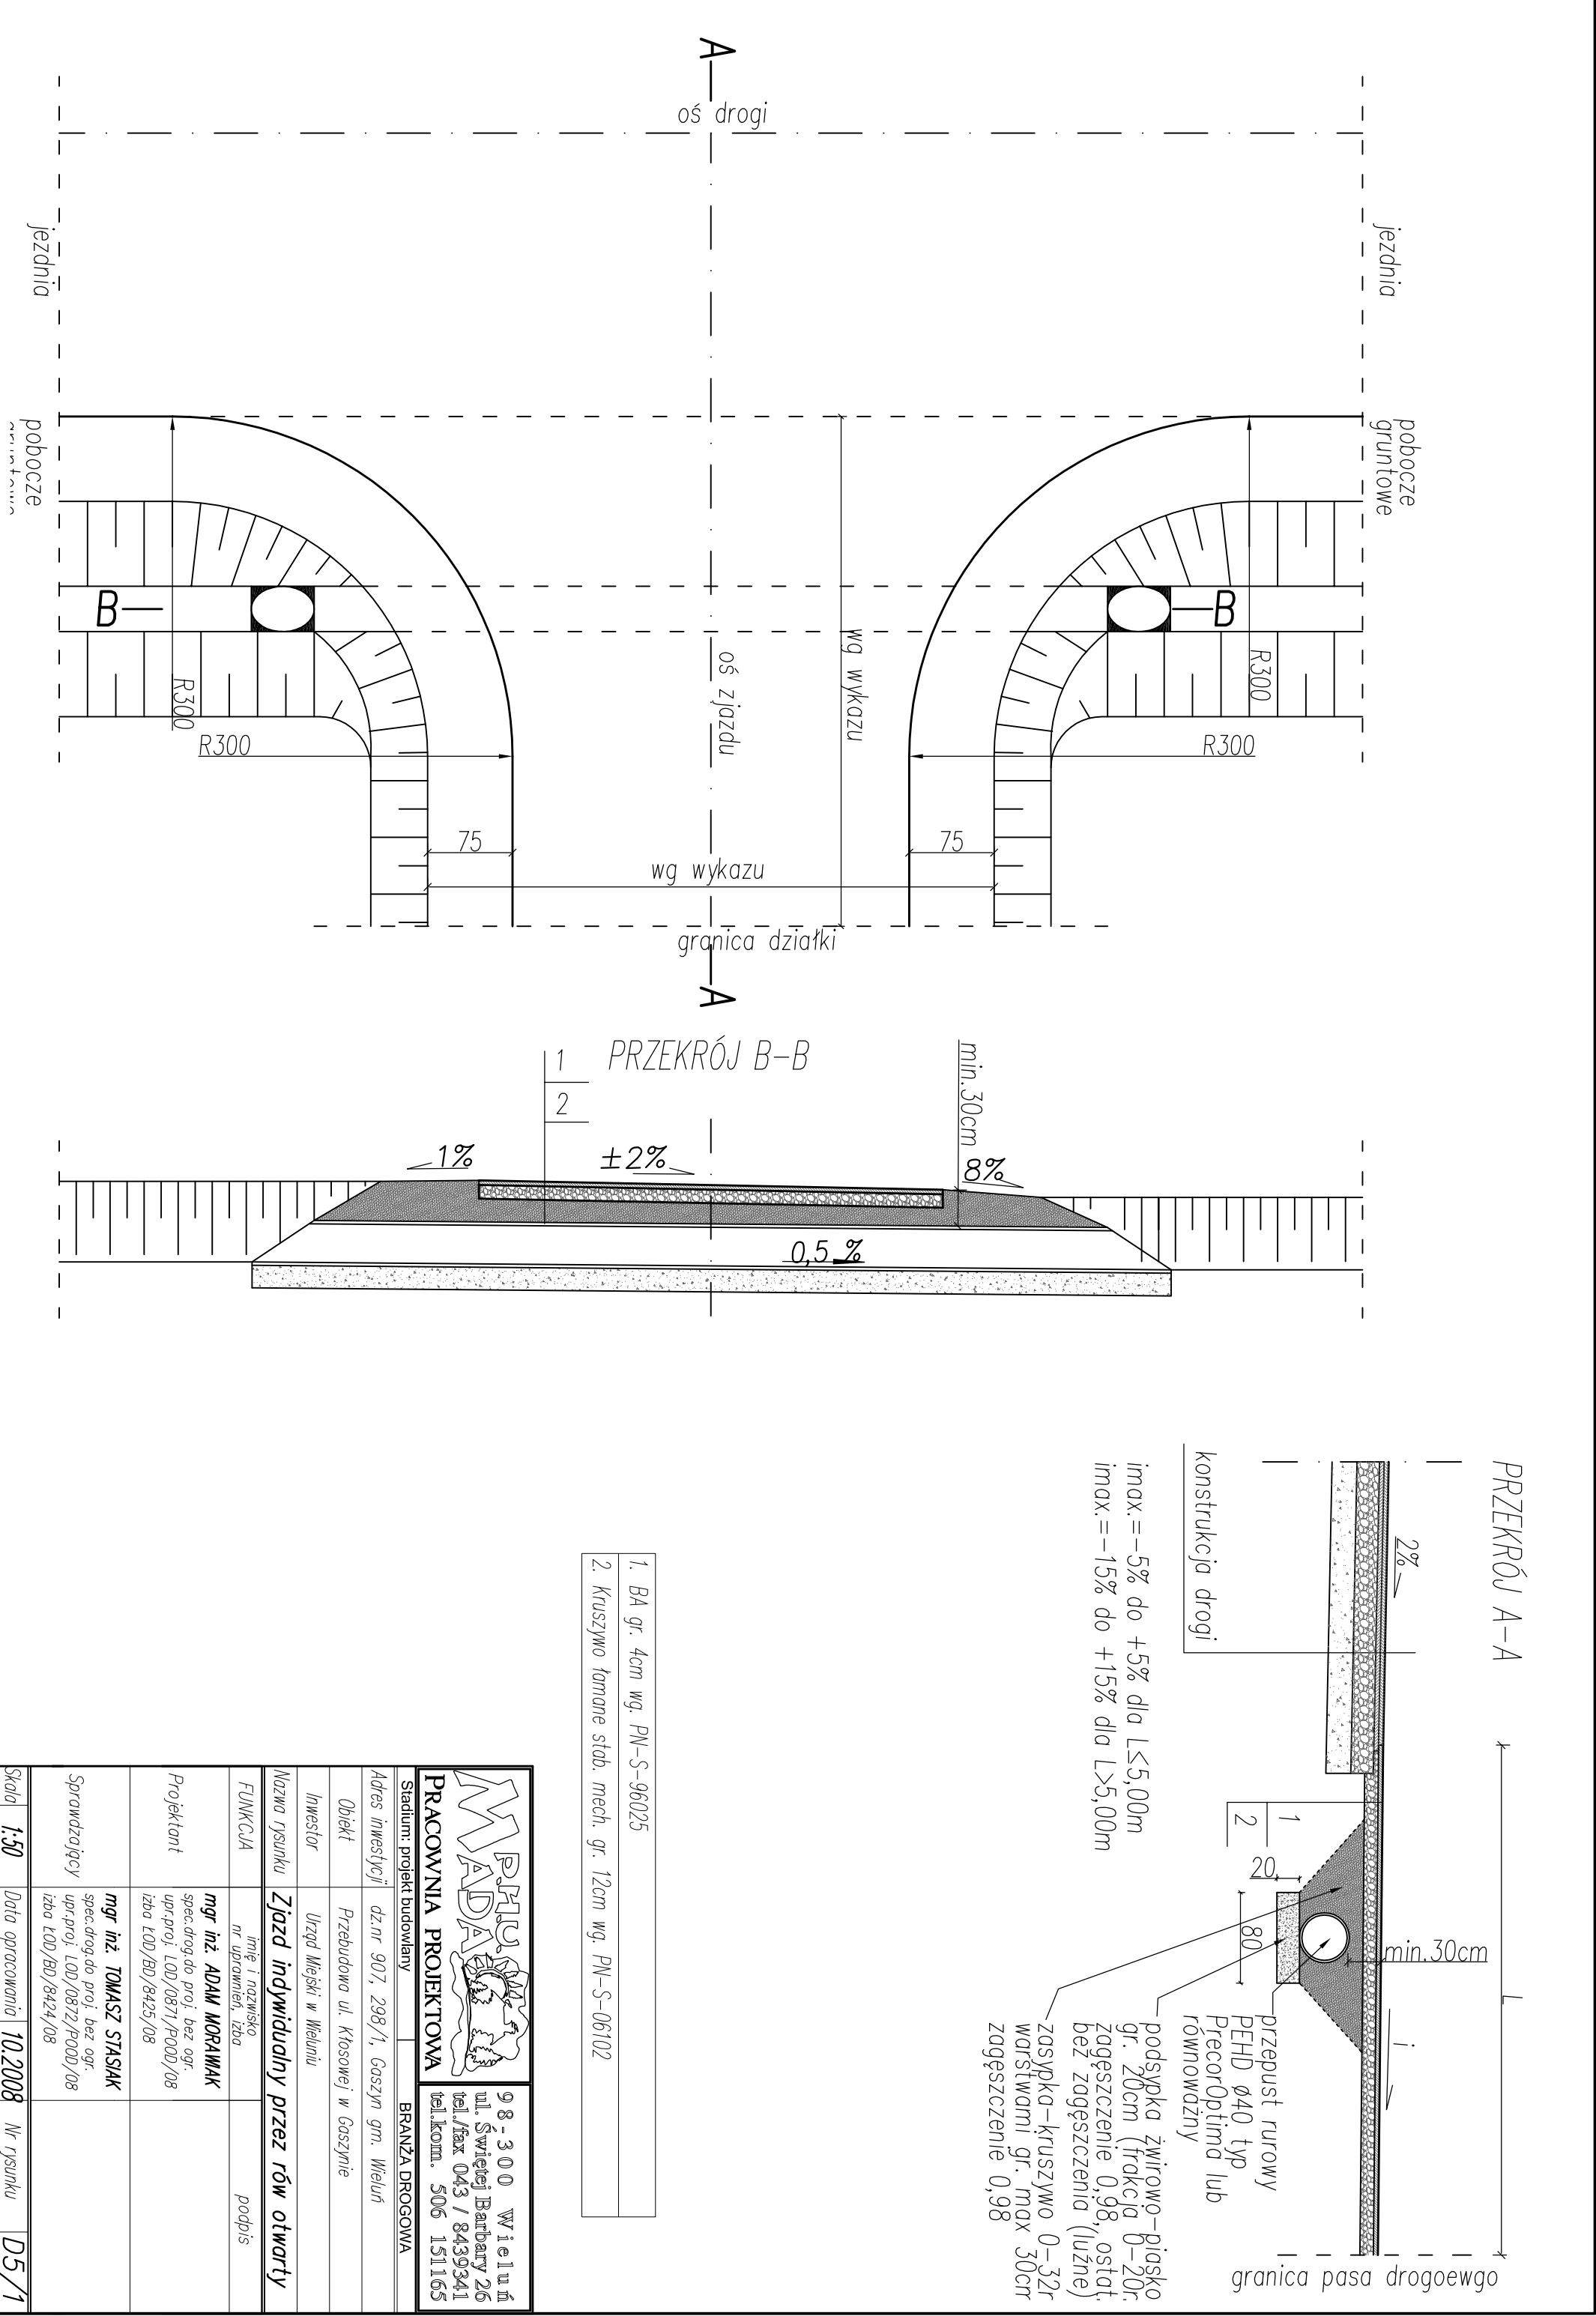 A
oś drogi
jezdnia
jezdnia
pobocze
gruntowe
pobocze
B
B
R300
R300
R300
R300
oś zjazdu
wg wykazu
75
75
wg wykazu
granica działki
A
PRZEKRÓJ B-B
1
2
min.30cm
1%
±2%
8%
0,5 %
PRZEKRÓJ A-A
2%
konstrukcja drogi
imax.=-5% do +5% dla L≤5,00m
imax.=-15% do +15% dla L>5,00m
L
1
2
20
80
min.30cm
i
przepust rurowy
PEHD ø40 typ
PrecorOptima lub
równoważny
podsypka żwirowo-piasko
gr. 20cm (frakcja 0-20r.
zagęszczenie 0,98, ostat.
bez zagęszczenia (luźne)
zasypka-kruszywo 0-32r
warstwami gr. max 30cm
zagęszczenie 0,98
granica pasa drogoewgo
1. BA gr. 4cm wg. PN-S-96025
2. Kruszywo łamane stab. mech. gr. 12cm wg. PN-S-06102
P.H.U.
MADA
PRACOWNIA PROJEKTOWA
98-300 Wieluń
ul. Świętej Barbary 26
tel./fax 043 / 8439341
tel.kom. 506 151165
Stadium: projekt budowlany
BRANŻA DROGOWA
Adres inwestycji dz.nr 907, 298/1, Gaszyn gm. Wieluń
Obiekt Przebudowa ul. Kłosowej w Gaszynie
Inwestor Urząd Miejski w Wieluniu
Nazwa rysunku Zjazd indywidualny przez rów otwarty
FUNKCJA
imię i nazwisko
nr uprawnień, izba
podpis
Projektant
mgr inż. ADAM MORAWIAK
spec.drog.do proj. bez ogr.
upr.proj. LOD/0871/POOD/08
izba ŁOD/BD/8425/08
Sprawdzający
mgr inż. TOMASZ STASIAK
spec.drog.do proj. bez ogr.
upr.proj. LOD/0872/POOD/08
izba ŁOD/BD/8424/08
Skala 1:50 Data opracowania 10.2008 Nr rysunku D5/1